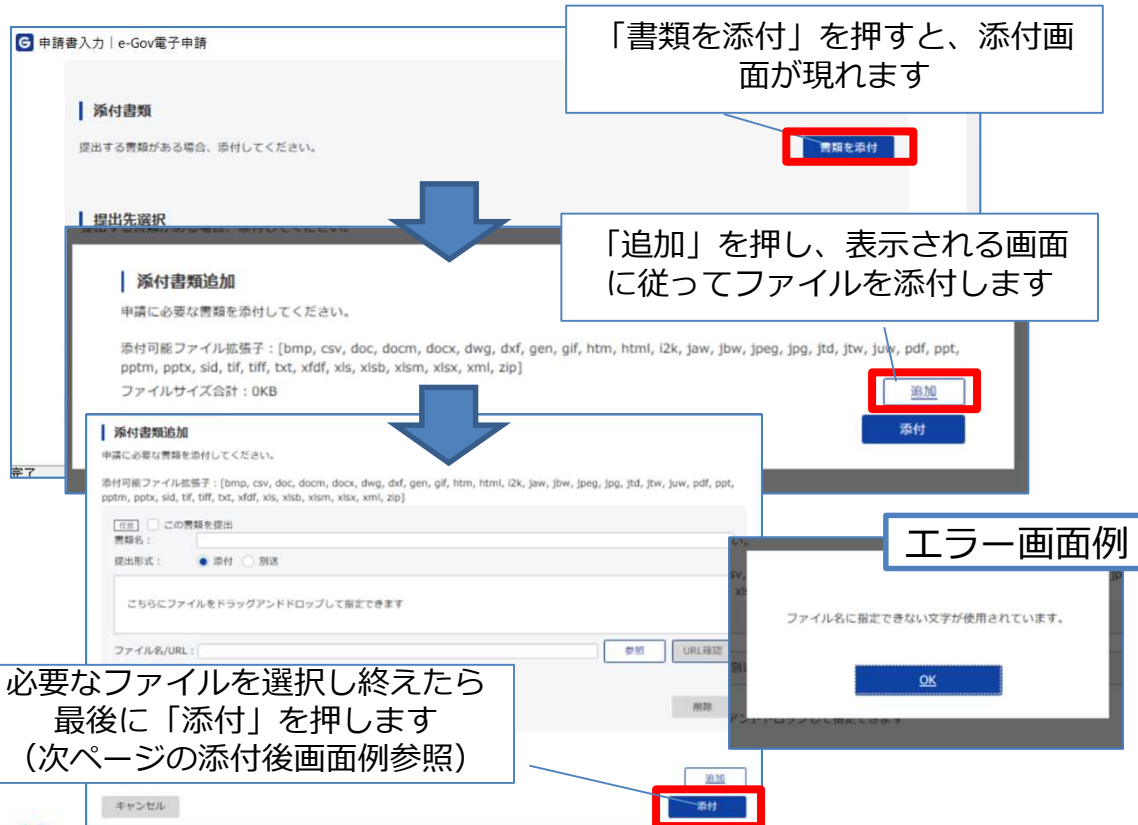 申請書入力｜e-Gov電子申請
「書類を添付」を押すと、添付画
面が現れます
添付書類
提出する書類がある場合、添付してください。
書類を添付
提出先選択
「追加」を押し、表示される画面
に従ってファイルを添付します
添付書類追加
申請に必要な書類を添付してください。
添付可能ファイル拡張子：[bmp, csv, doc, docm, docx, dwg, dxf, gen, gif, htm, html, i2k, jaw, jbw, jpeg, jpg, jtd, jtw, juw, pdf, ppt,
pptm, pptx, sid, tif, tiff, txt, xfdf, xls, xlsb, xlsm, xlsx, xml, zip]
ファイルサイズ合計：0KB
追加
添付
完了
添付書類追加
申請に必要な書類を添付してください。
添付可能ファイル拡張子：[bmp, csv, doc, docm, docx, dwg, dxf, gen, gif, htm, html, i2k, jaw, jbw, jpeg, jpg, jtd, jtw, juw, pdf, ppt,
pptm, pptx, sid, tif, tiff, txt, xfdf, xls, xlsb, xlsm, xlsx, xml, zip]
任意 この書類を提出
書類名：
提出形式： 添付 別送
こちらにファイルをドラッグアンドドロップして指定できます
ファイル名/URL：
参照
URL確認
削除
必要なファイルを選択し終えたら
最後に「添付」を押します
（次ページの添付後画面例参照）
追加
キャンセル
添付
エラー画面例
ファイル名に指定できない文字が使用されています。
OK